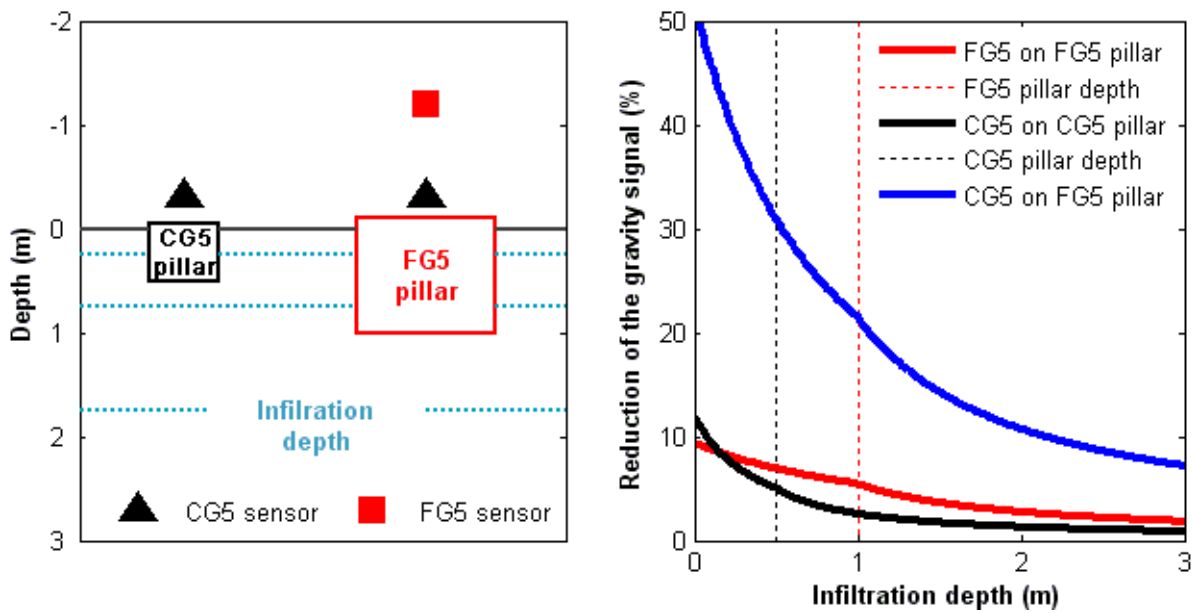 -2
-1
0
1
2
3
Depth (m)
CG5
pillar
FG5
pillar
Infilration
depth
CG5 sensor
FG5 sensor
50
40
30
20
10
0
Reduction of the gravity signal (%)
FG5 on FG5 pillar
FG5 pillar depth
CG5 on CG5 pillar
CG5 pillar depth
CG5 on FG5 pillar
0
1
2
3
Infiltration depth (m)